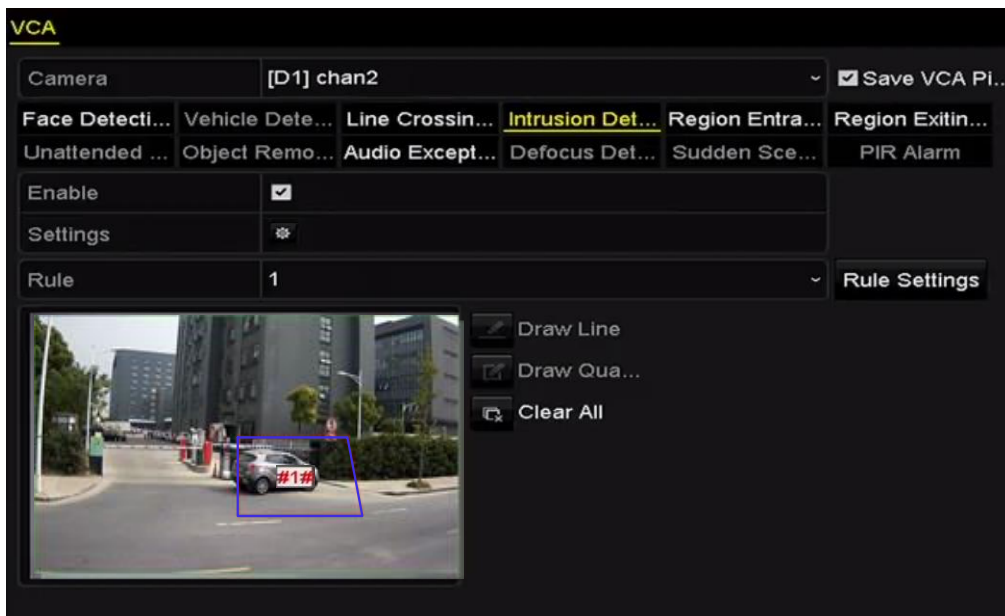 VCA
Camera [D1] chan2 Save VCA Pi...
Face Detecti... Vehicle Dete... Line Crossin... Intrusion Det... Region Entra... Region Exitin...
Unattended ... Object Remo... Audio Except... Defocus Det... Sudden Sce... PIR Alarm
Enable
Settings
Rule 1 Rule Settings
Draw Line
Draw Qua...
Clear All
#1#